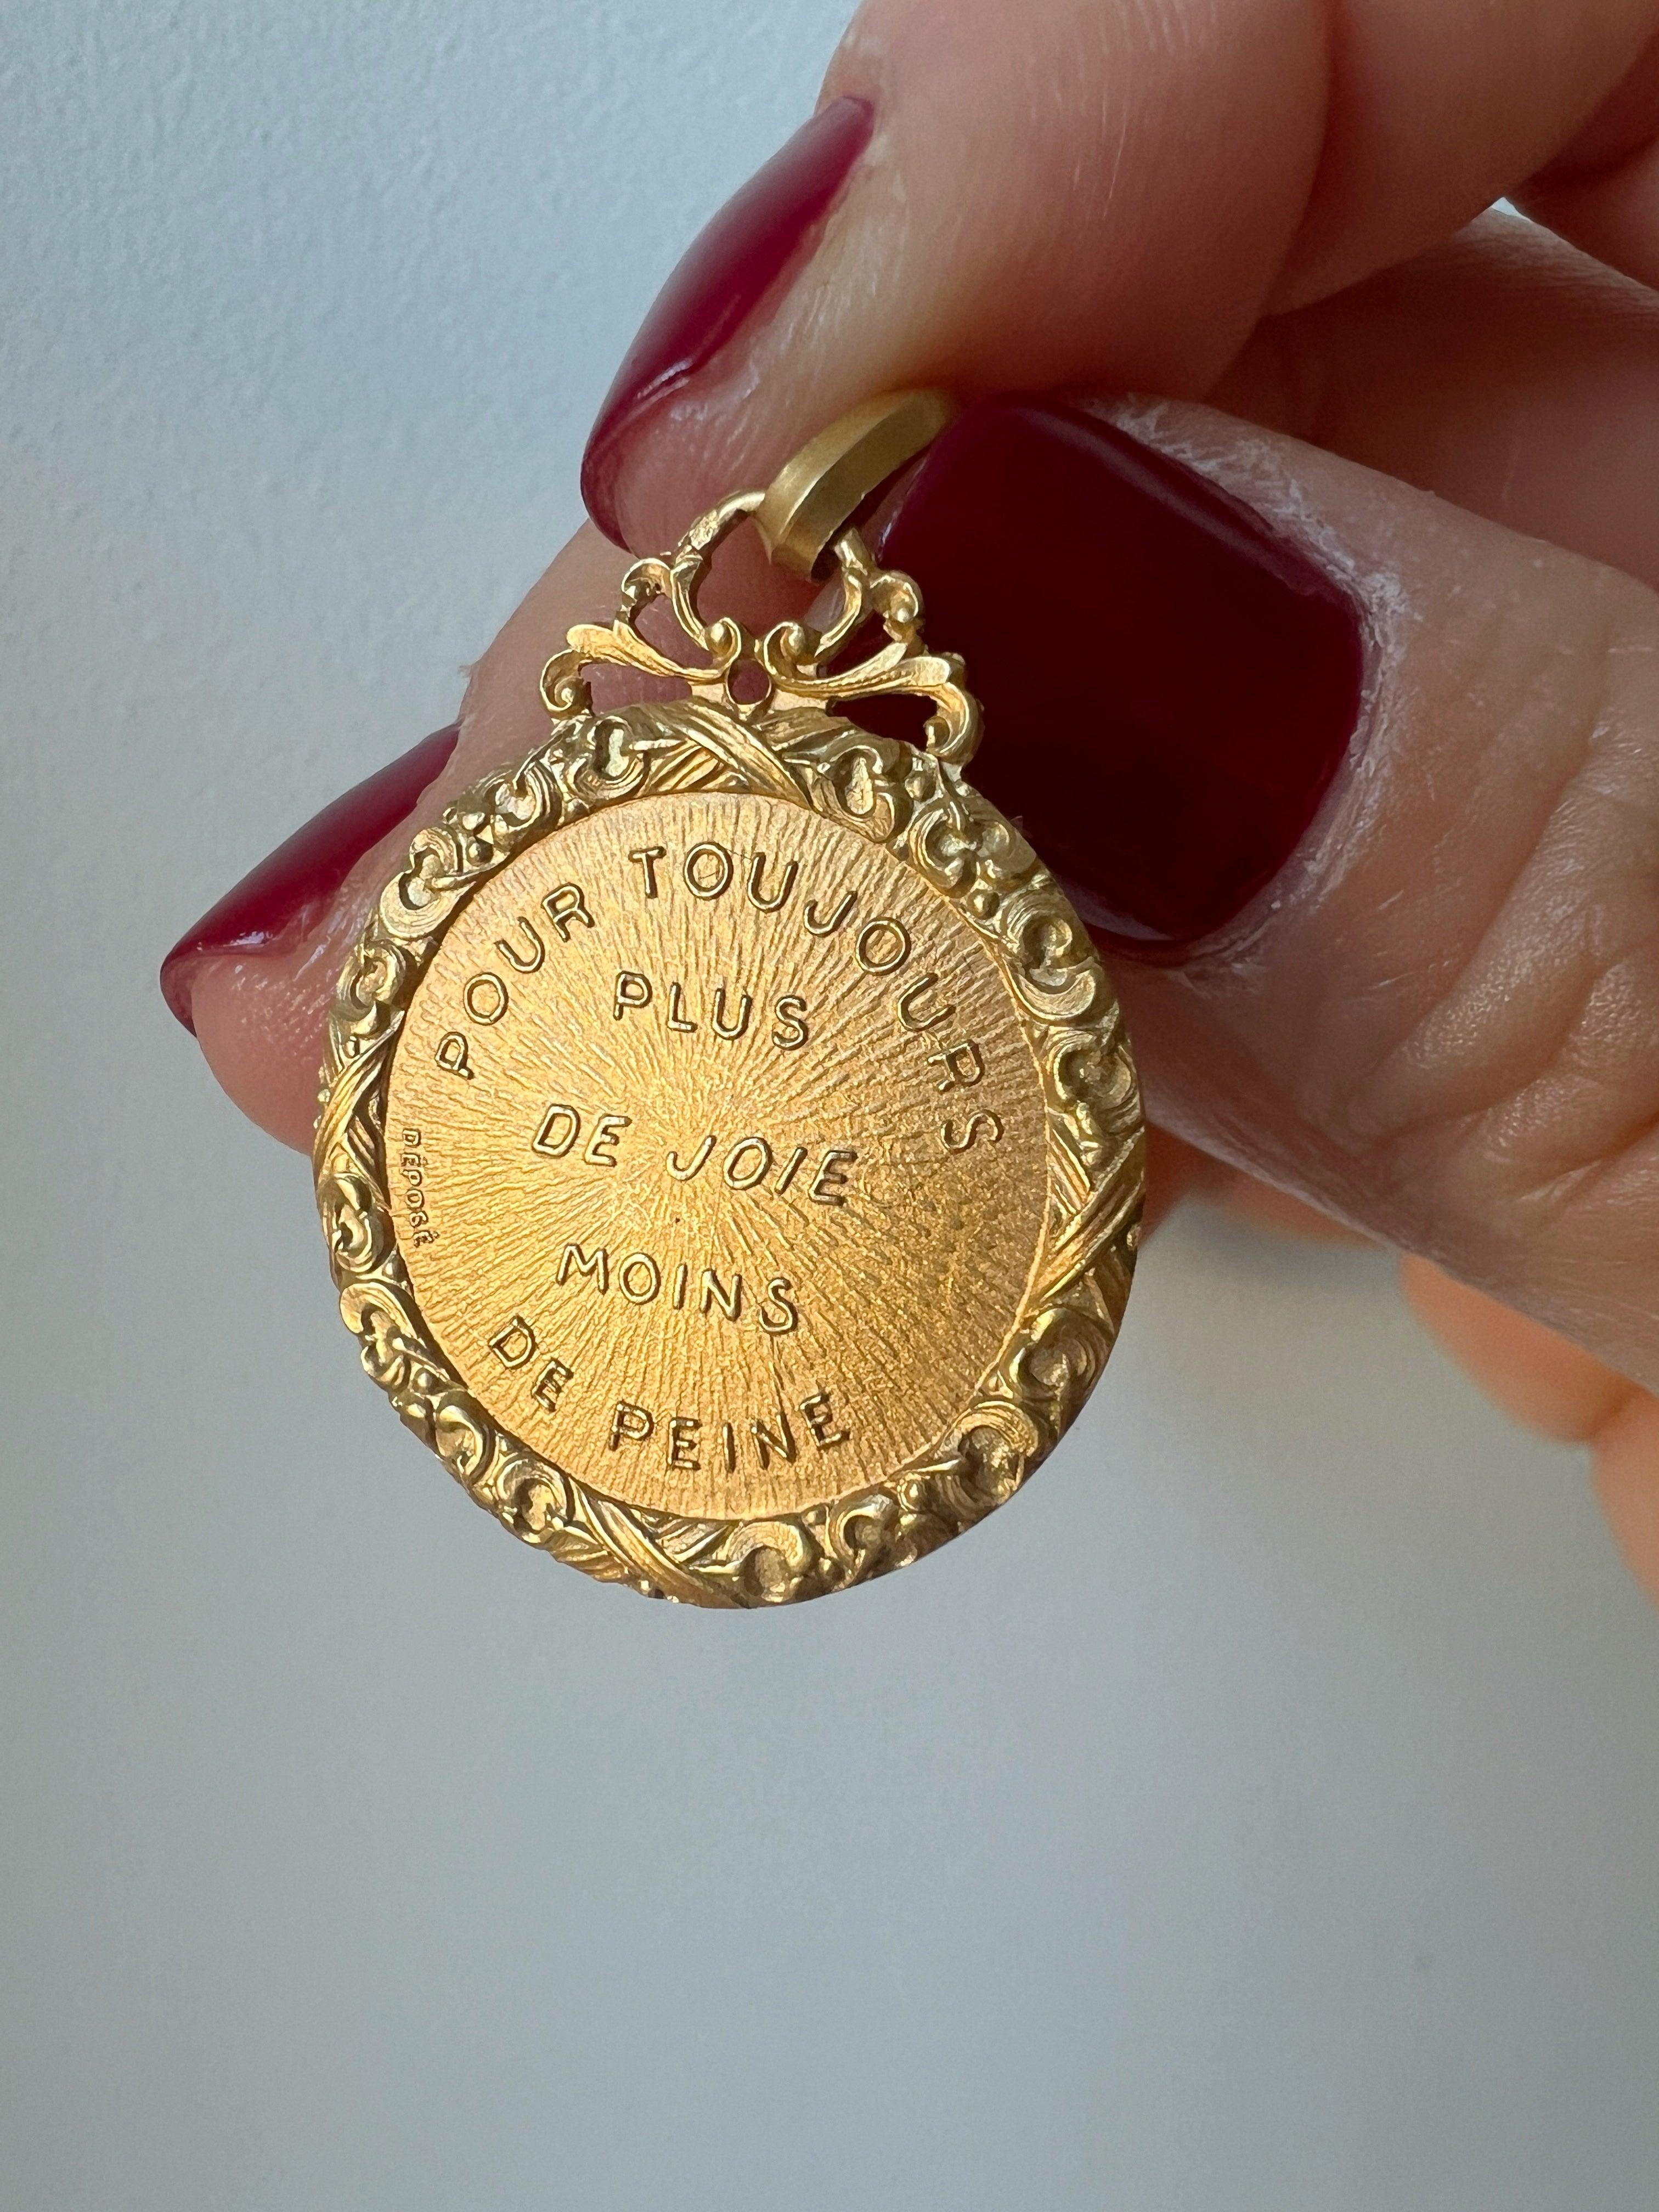 POUR TOUJOURS
PLUS
DE JOIE
MOINS
DE PEINE
DÉPOSÉ